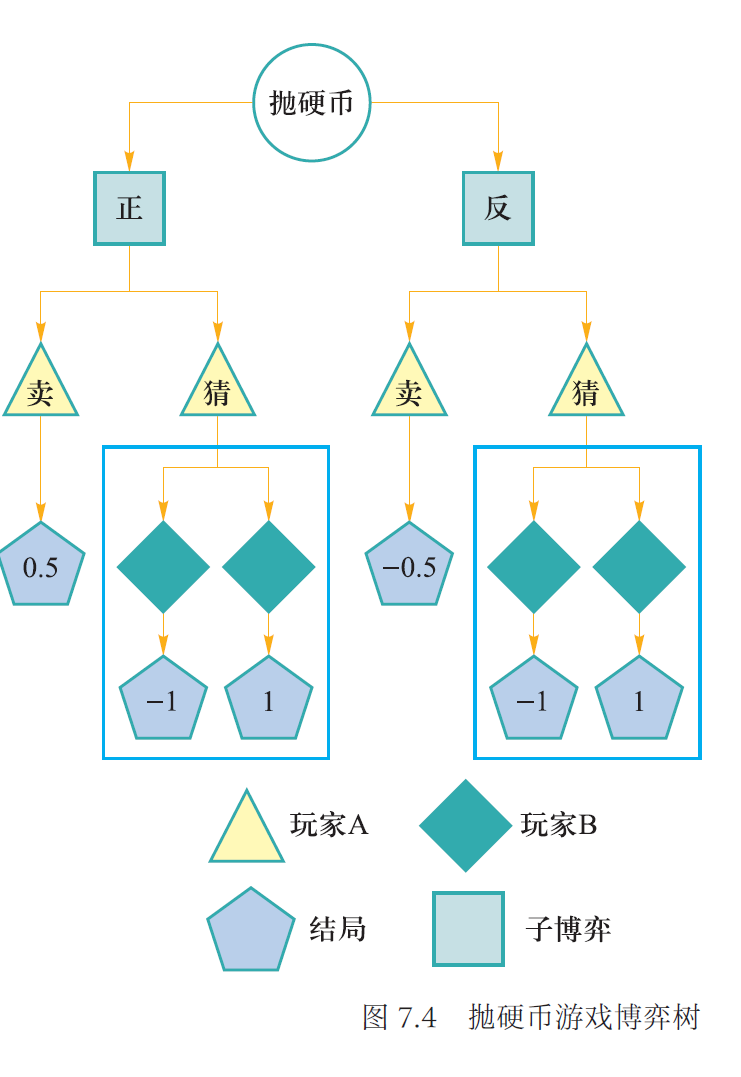 抛硬币
正 反
卖 猜 卖 猜
0.5 −0.5
−1 1 −1 1
玩家A 玩家B
结局 子博弈
图 7.4 抛硬币游戏博弈树